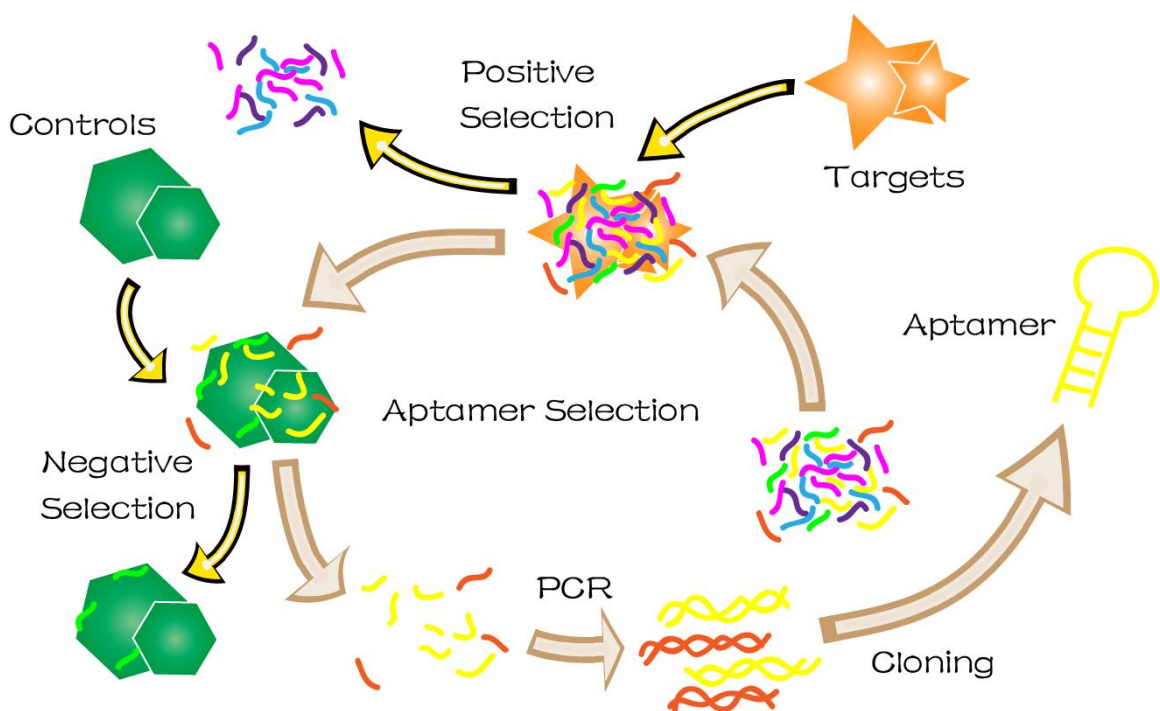 Positive
Selection
Controls
Targets
Aptamer
Aptamer Selection
Negative
Selection
PCR
Cloning